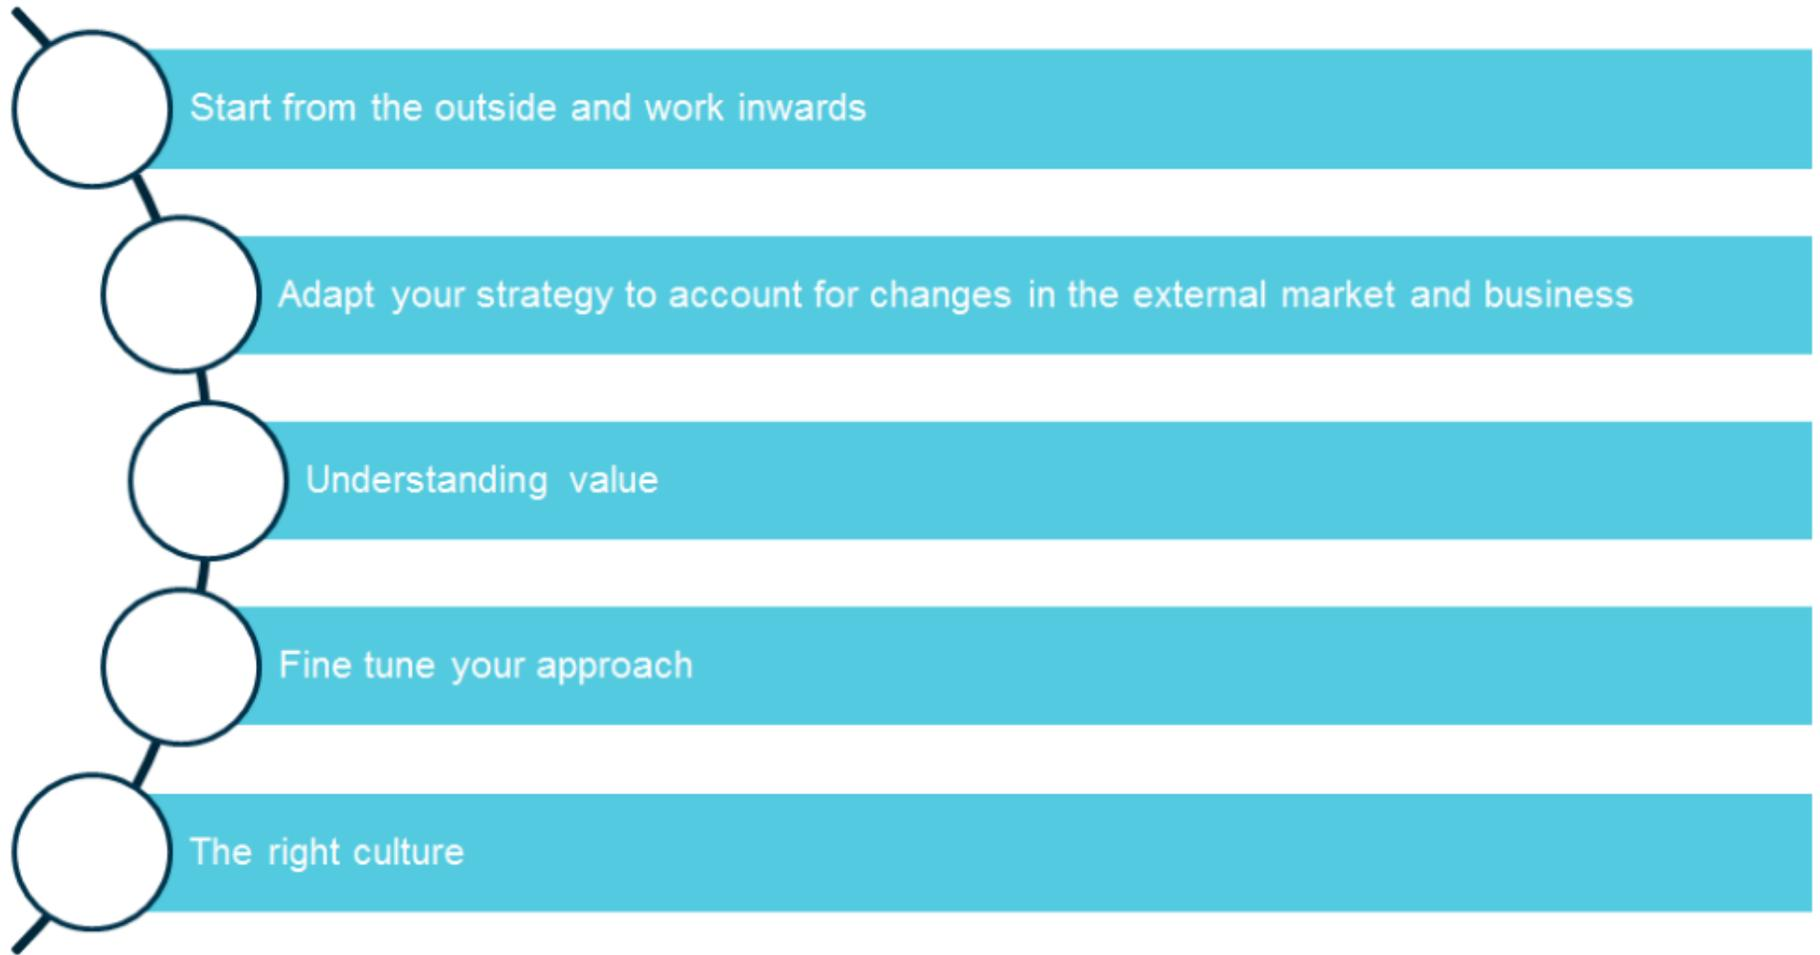 Start from the outside and work inwards
Adapt your strategy to account for changes in the external market and business
Understanding value
Fine tune your approach
The right culture